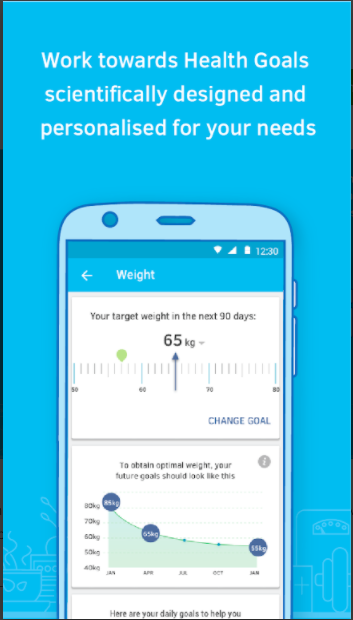 Work towards Health Goals
scientifically designed and
personalised for your needs
12:30
Weight
Your target weight in the next 90 days:
65 kg
50 60 70 80
CHANGE GOAL
To obtain optimal weight, your
future goals should look like this
85kg
80kg
70kg
65kg
60kg
55kg
50kg
40kg
JAN APR JUL OCT JAN
Here are your daily goals to help you